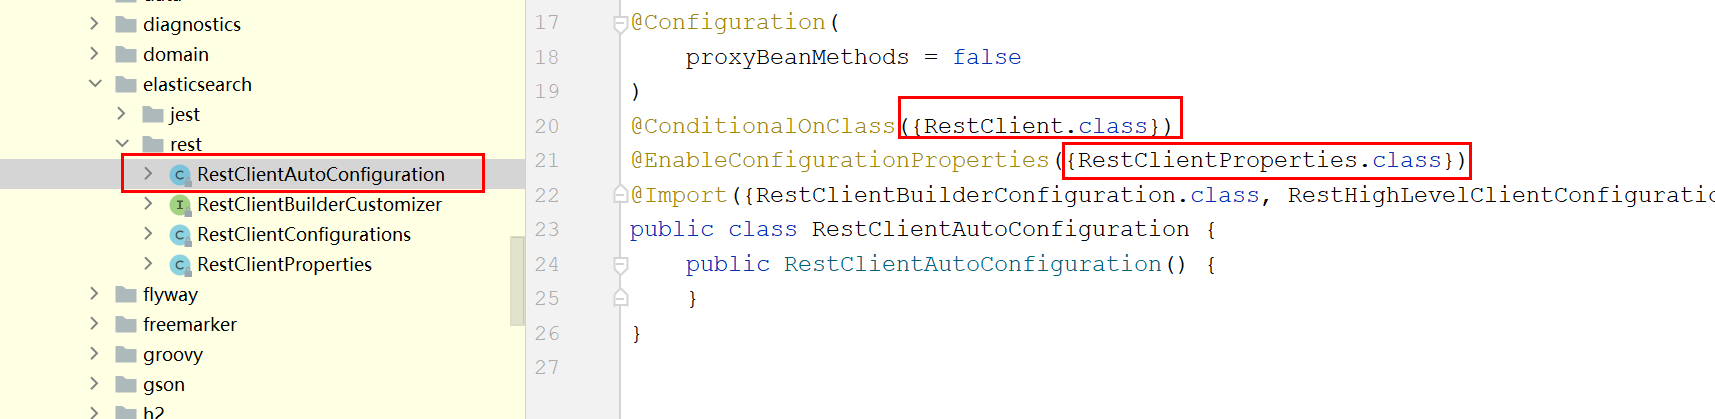 data
diagnostics
domain
elasticsearch
jest
rest
RestClientAutoConfiguration
RestClientBuilderCustomizer
RestClientConfigurations
RestClientProperties
flyway
freemarker
groovy
gson
h2
17 @Configuration(
18 proxyBeanMethods = false
19 )
20 @ConditionalOnClass({RestClient.class})
21 @EnableConfigurationProperties({RestClientProperties.class})
22 @Import({RestClientBuilderConfiguration.class, RestHighLevelClientConfiguratio
23 public class RestClientAutoConfiguration {
24 public RestClientAutoConfiguration() {
25 }
26 }
27